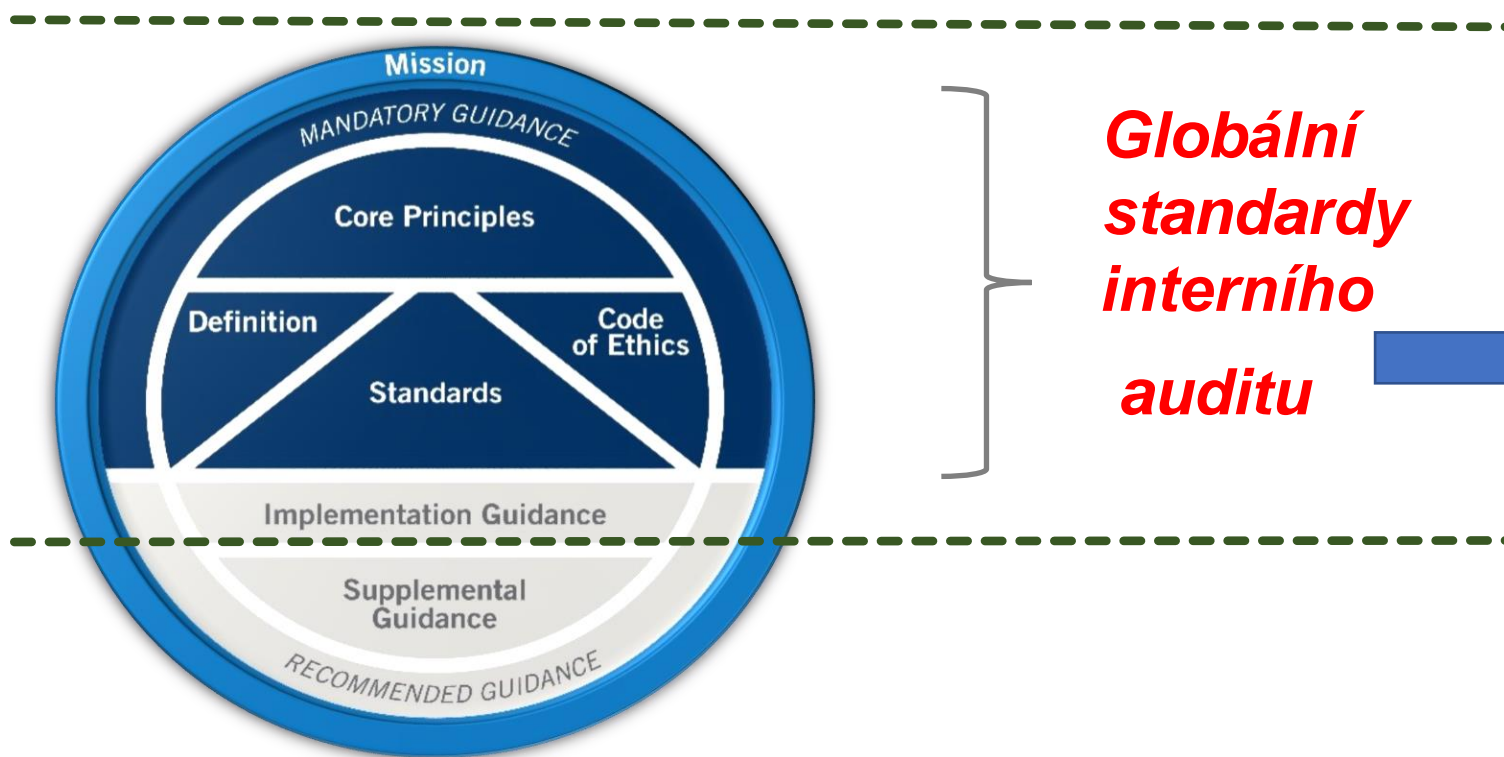 Mission
MANDATORY GUIDANCE
Core Principles
Definition
Code
of Ethics
Standards
Implementation Guidance
Supplemental
Guidance
RECOMMENDED GUIDANCE
Globální
standardy
interního
auditu